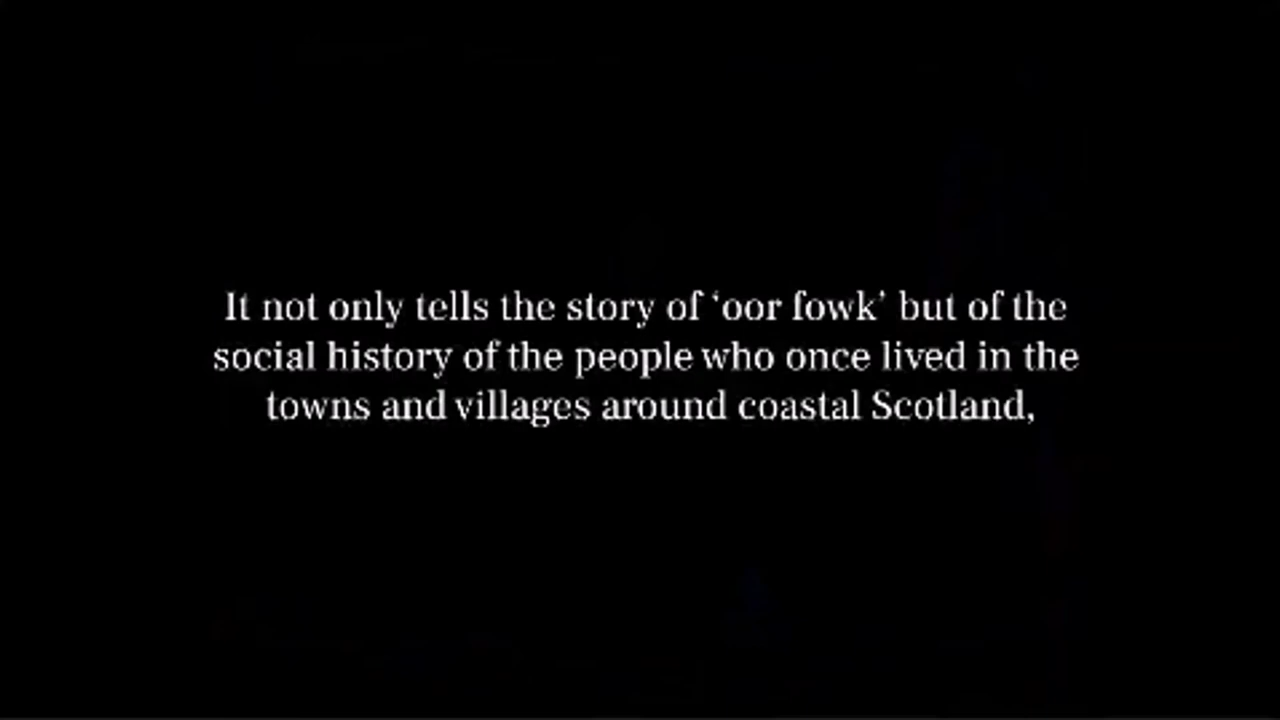 It not only tells the story of ‘oor fowk’ but of the
social history of the people who once lived in the
towns and villages around coastal Scotland,